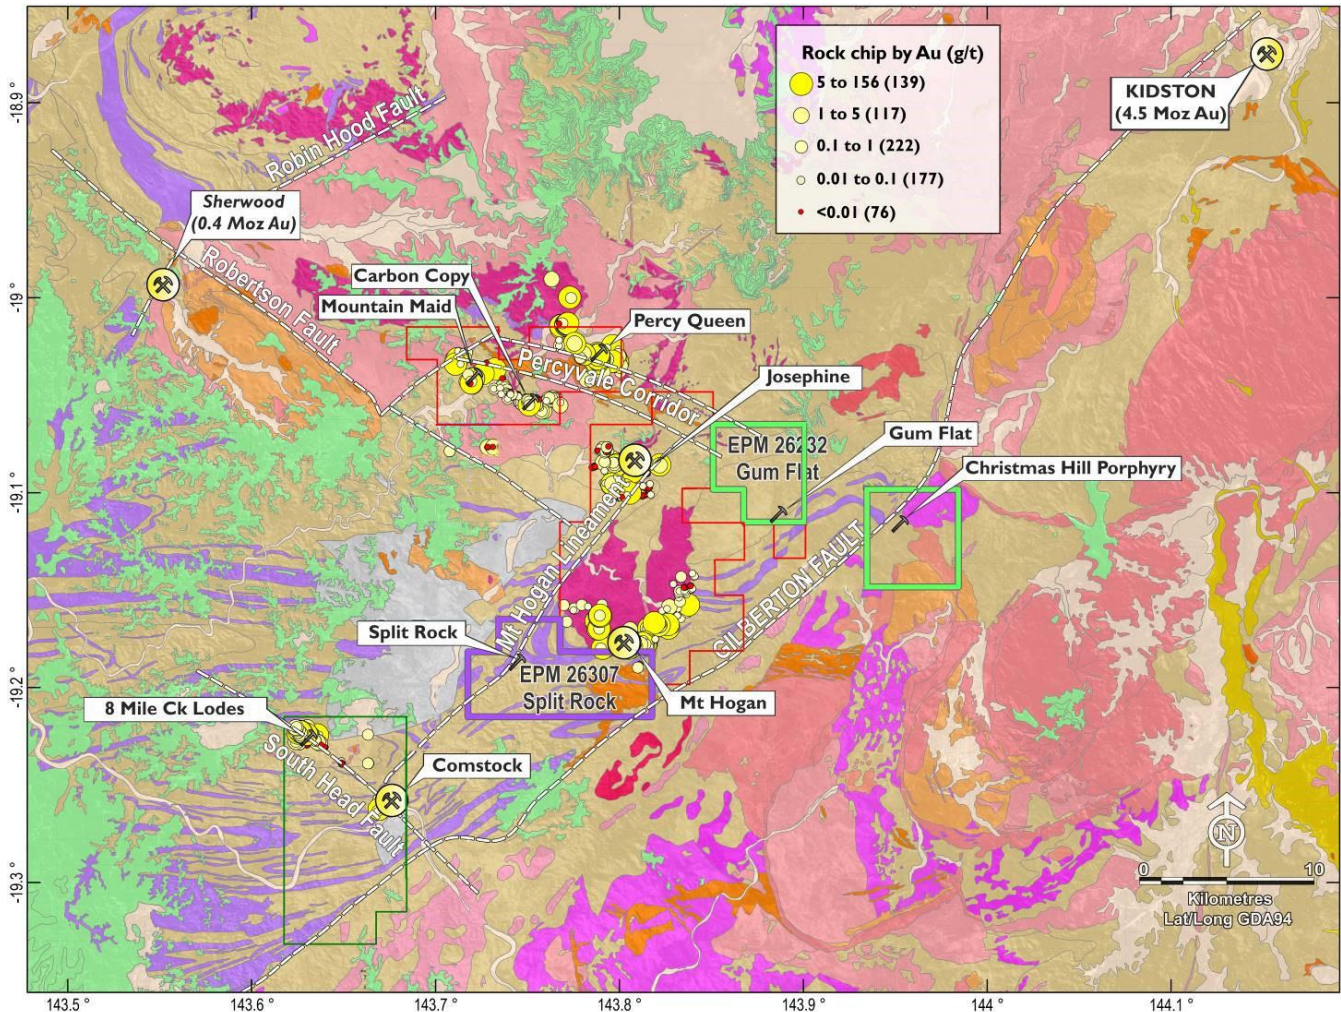 Rock chip by Au (g/t)
5 to 156 (139)
1 to 5 (117)
0.1 to 1 (222)
0.01 to 0.1 (177)
<0.01 (76)
KIDSTON
(4.5 Moz Au)
-18.9
Robin Hood Fault
Sherwood
(0.4 Moz Au)
Robertson Fault
Carbon Copy
Mountain Maid
-19
Percy Queen
Percyvale Corridor
Josephine
EPM 26232
Gum Flat
Gum Flat
Christmas Hill Porphyry
-19.1
Mt Hogan Lineament
GILBERTON FAULT
Split Rock
EPM 26307
Split Rock
Mt Hogan
-19.2
8 Mile Ck Lodes
South Head Fault
Comstock
-19.3
N
0 10
Kilometres
Lat/Long GDA94
143.5 °
143.6 °
143.7 °
143.8 °
143.9 °
144 °
144.1 °